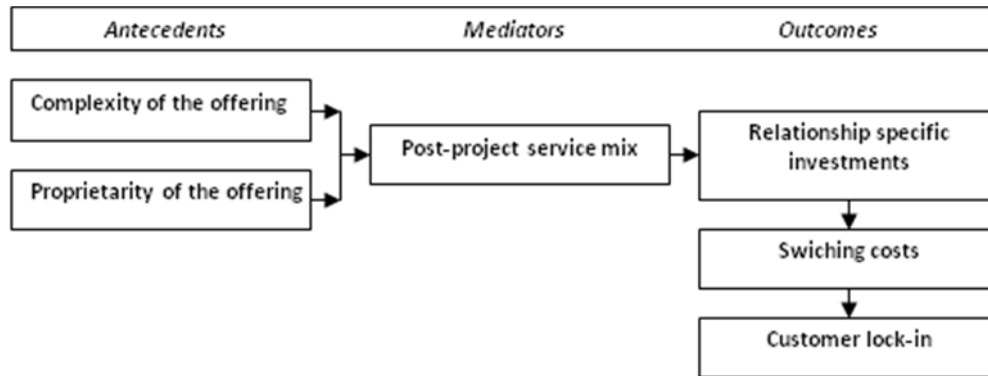 Antecedents Mediators Outcomes
Complexity of the offering
Proprietarity of the offering
Post-project service mix
Relationship specific
investments
Swiching costs
Customer lock-in